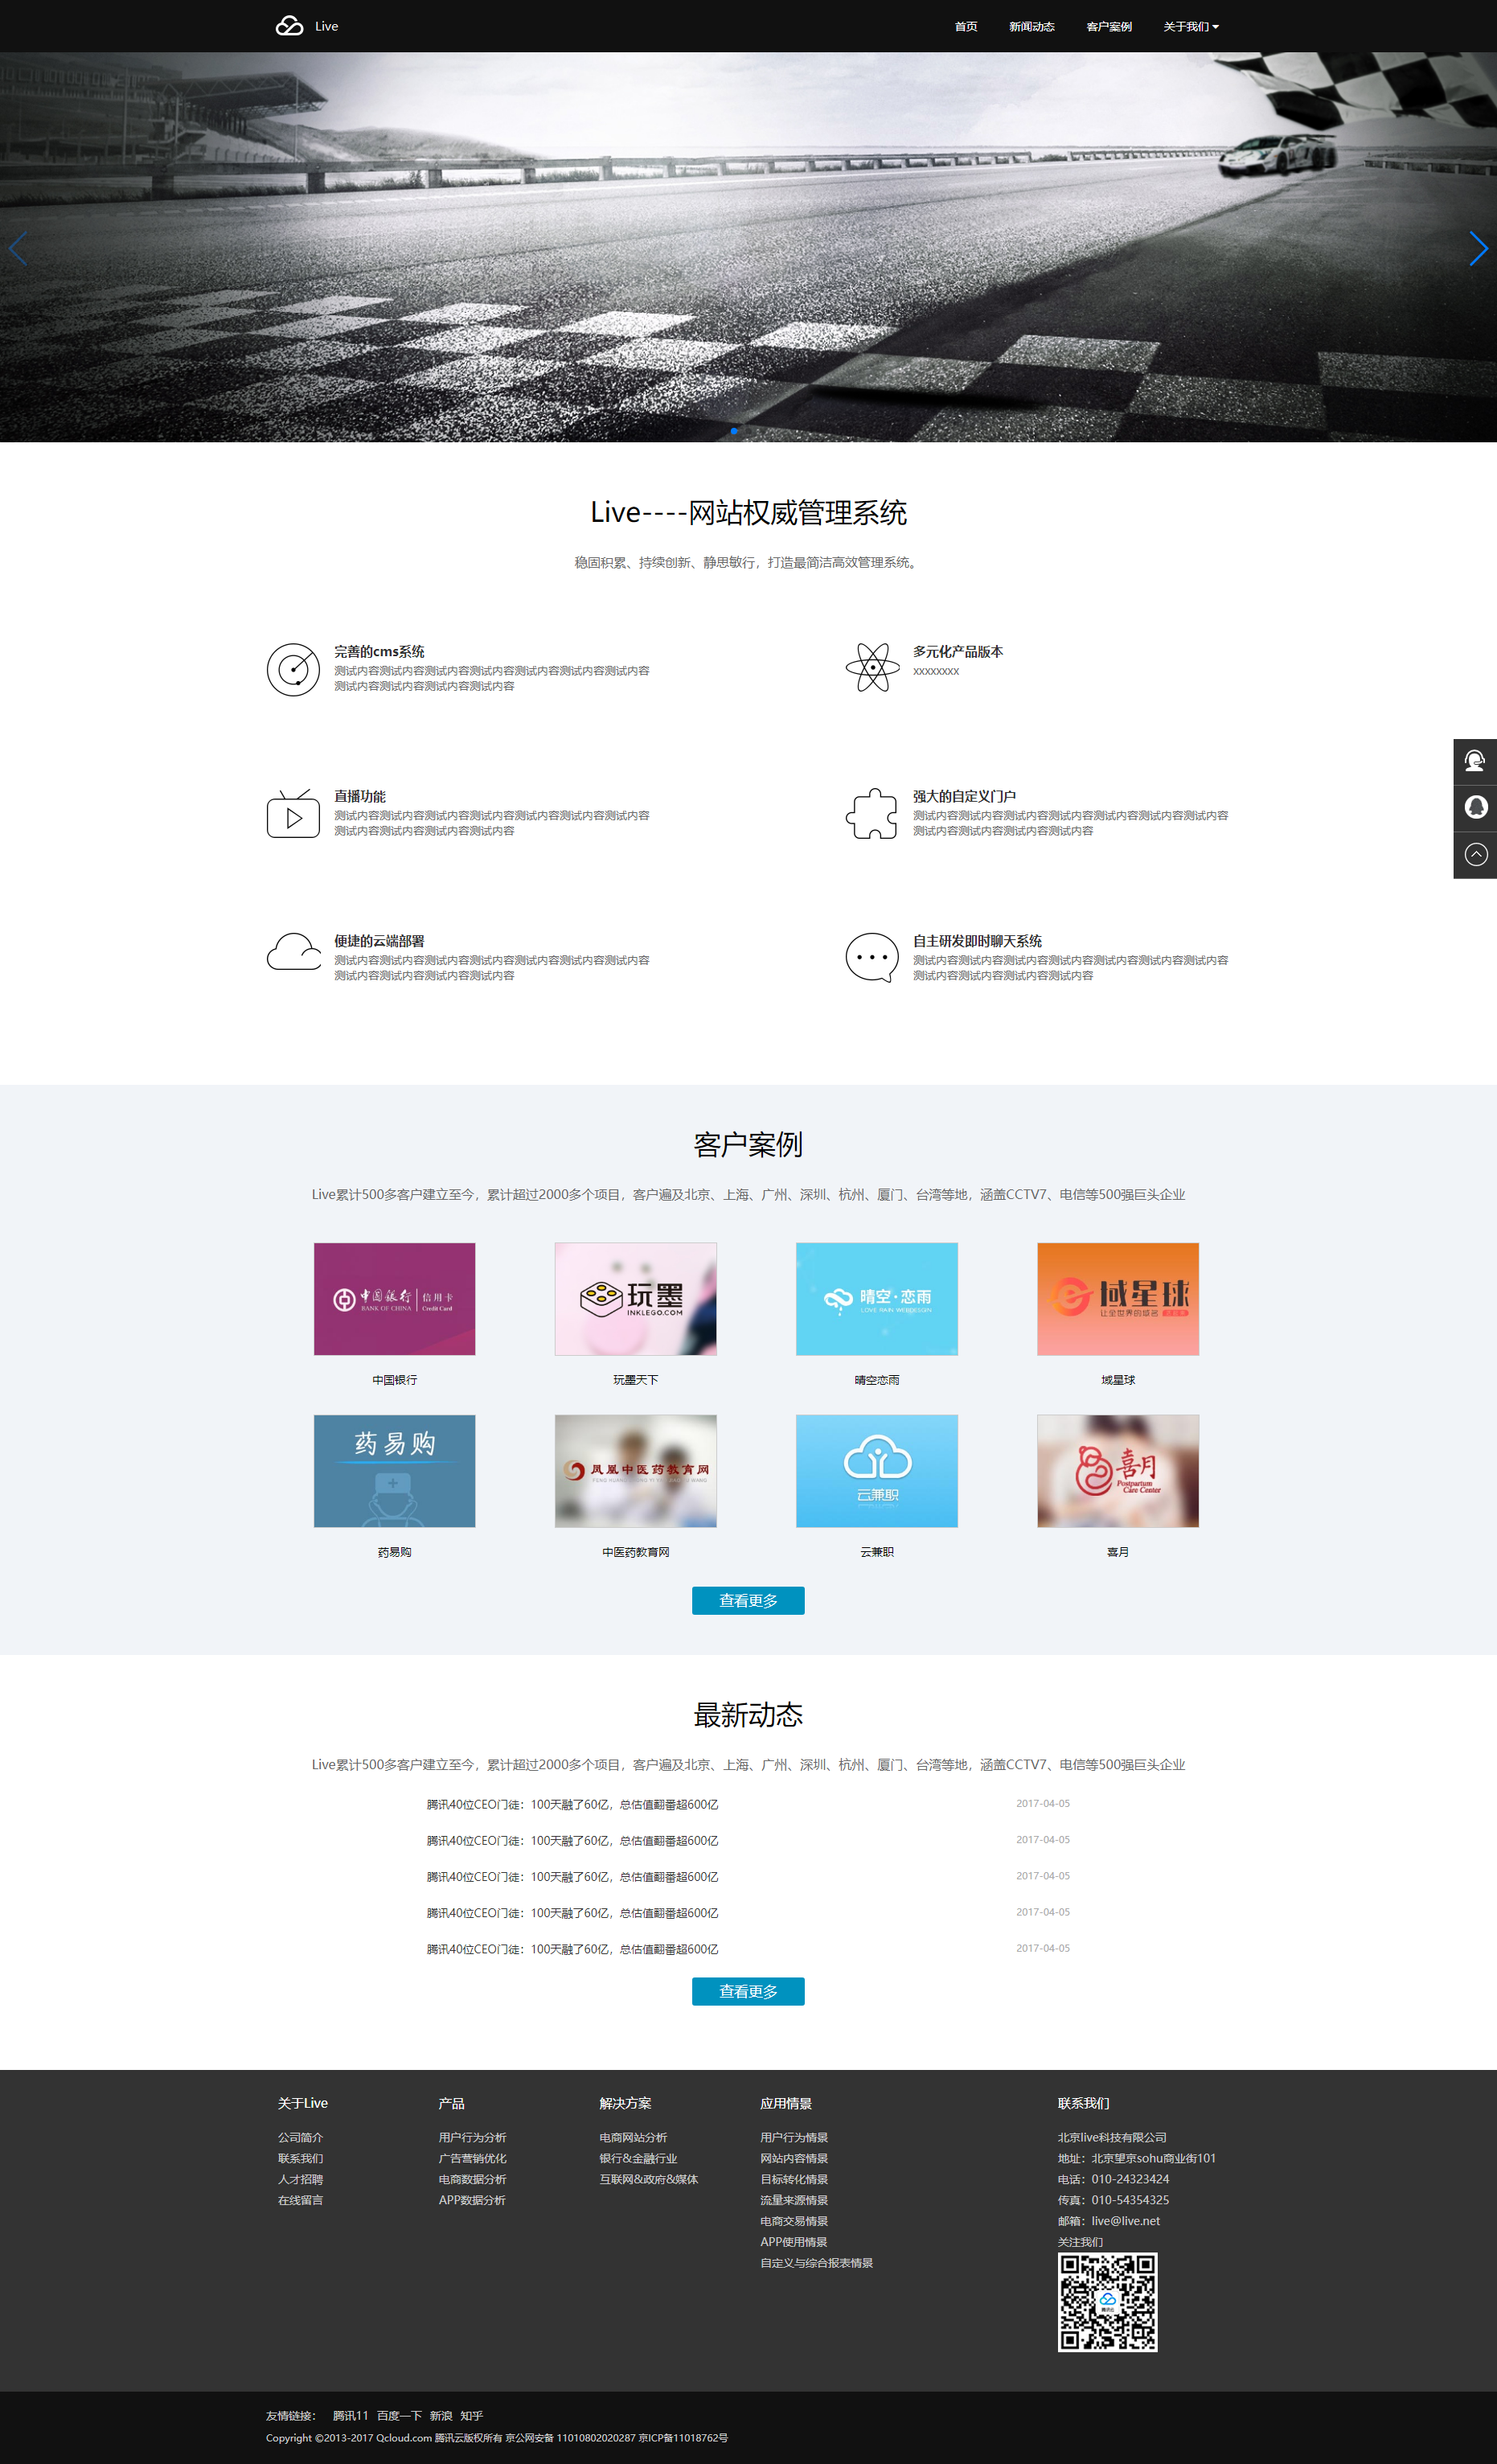 Live
首页 新闻动态 客户案例 关于我们
Live----网站权威管理系统
稳固积累、持续创新、静思敏行，打造最简洁高效管理系统。
完善的cms系统
测试内容测试内容测试内容测试内容测试内容测试内容测试内容
测试内容测试内容测试内容测试内容
多元化产品版本
xxxxxxxx
直播功能
测试内容测试内容测试内容测试内容测试内容测试内容测试内容
测试内容测试内容测试内容测试内容
强大的自定义门户
测试内容测试内容测试内容测试内容测试内容测试内容测试内容
测试内容测试内容测试内容测试内容
便捷的云端部署
测试内容测试内容测试内容测试内容测试内容测试内容测试内容
测试内容测试内容测试内容测试内容
自主研发即时聊天系统
测试内容测试内容测试内容测试内容测试内容测试内容测试内容
测试内容测试内容测试内容测试内容
客户案例
Live累计500多客户建立至今，累计超过2000多个项目，客户遍及北京、上海、广州、深圳、杭州、厦门、台湾等地，涵盖CCTV7、电信等500强巨头企业
中国银行 信用卡
BANK OF CHINA Credit Card
玩墨
INKLEGO.COM
晴空·恋雨
LOVE RAIN WEBDESIGN
域星球
让全世界的域名
中国银行
玩墨天下
晴空恋雨
域星球
药易购
凤凰中医药教育网
云兼职
喜月
Postpartum
Care Center
药易购
中医药教育网
云兼职
喜月
查看更多
最新动态
Live累计500多客户建立至今，累计超过2000多个项目，客户遍及北京、上海、广州、深圳、杭州、厦门、台湾等地，涵盖CCTV7、电信等500强巨头企业
腾讯40位CEO门徒：100天融了60亿，总估值翻番超600亿 2017-04-05
腾讯40位CEO门徒：100天融了60亿，总估值翻番超600亿 2017-04-05
腾讯40位CEO门徒：100天融了60亿，总估值翻番超600亿 2017-04-05
腾讯40位CEO门徒：100天融了60亿，总估值翻番超600亿 2017-04-05
腾讯40位CEO门徒：100天融了60亿，总估值翻番超600亿 2017-04-05
查看更多
关于Live
公司简介
联系我们
人才招聘
在线留言
产品
用户行为分析
广告营销优化
电商数据分析
APP数据分析
解决方案
电商网站分析
银行&金融行业
互联网&政府&媒体
应用情景
用户行为情景
网站内容情景
目标转化情景
流量来源情景
电商交易情景
APP使用情景
自定义与综合报表情景
联系我们
北京live科技有限公司
地址：北京望京sohu商业街101
电话：010-24323424
传真：010-54354325
邮箱：live@live.net
关注我们
友情链接： 腾讯11 百度一下 新浪 知乎
Copyright ©2013-2017 Qcloud.com 腾讯云版权所有 京公网安备 11010802020287 京ICP备11018762号